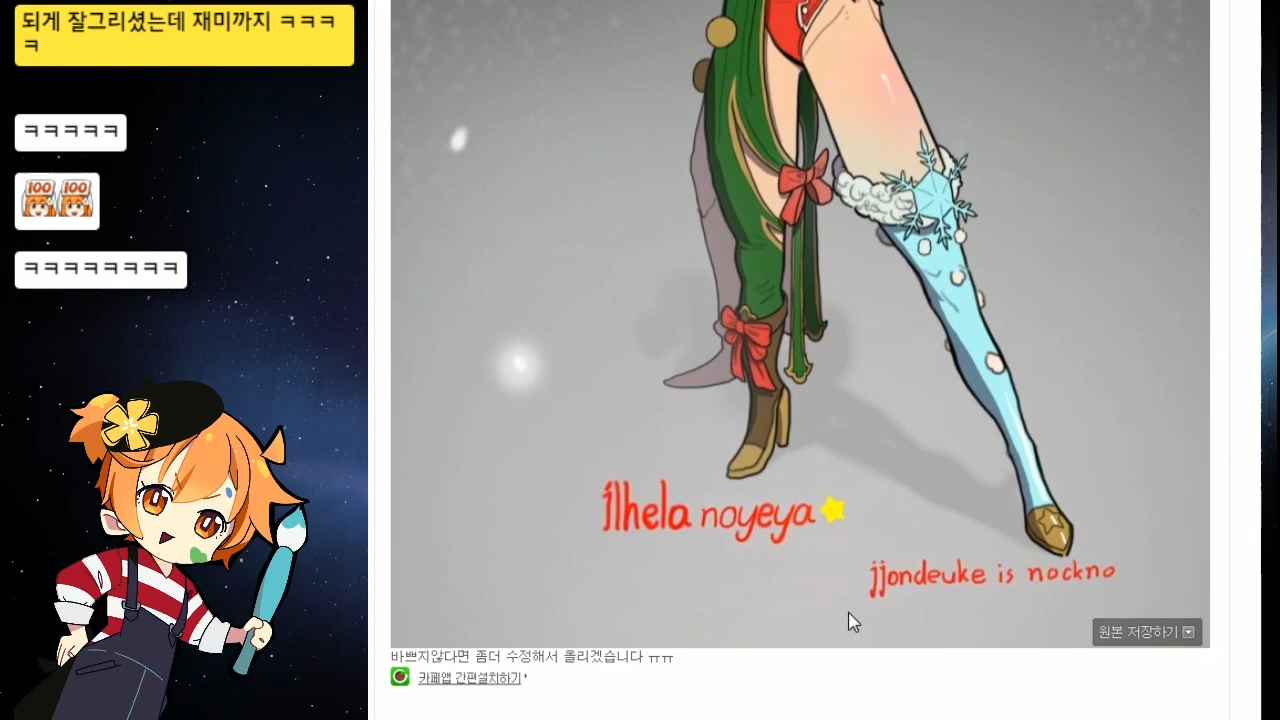 되게 잘그리셨는데 재미까지 ㅋㅋㅋ
ㅋ
ㅋㅋㅋㅋㅋ
100 100
ㅋㅋㅋㅋㅋㅋㅋㅋ
ilhela noyeya
jjondeuke is nockno
원본 저장하기
바쁘지않다면 좀더 수정해서 올리겠습니다 ㅠㅠ
카페앱 간편설치하기